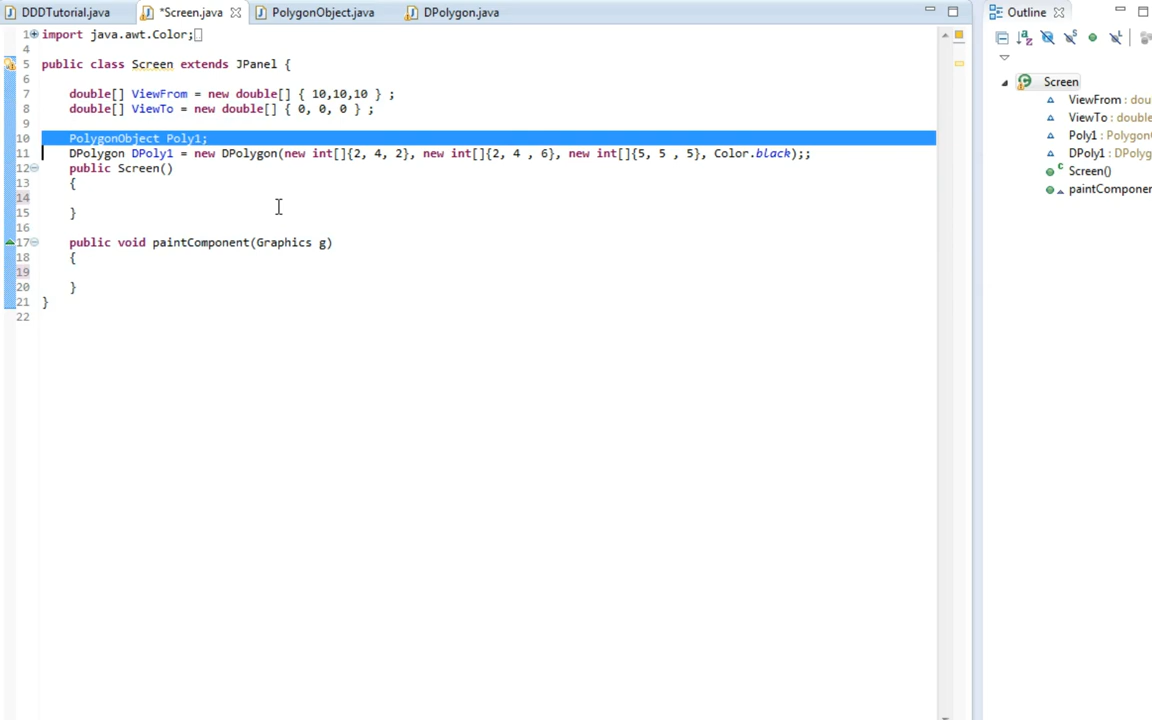 DDDTutorial.java *Screen.java PolygonObject.java DPolygon.java Outline
1 import java.awt.Color;
4
5 public class Screen extends JPanel {
6
7 double[] ViewFrom = new double[] { 10,10,10 } ;
8 double[] ViewTo = new double[] { 0, 0, 0 } ;
9
10 PolygonObject Poly1;
11 DPolygon DPoly1 = new DPolygon(new int[]{2, 4, 2}, new int[]{2, 4 , 6}, new int[]{5, 5 , 5}, Color.black);;
12 public Screen()
13 {
14
15 }
16
17 public void paintComponent(Graphics g)
18 {
19
20 }
21 }
22
Screen
ViewFrom : dou
ViewTo : double
Poly1 : Polygon
DPoly1 : DPolyg
Screen()
paintComponer